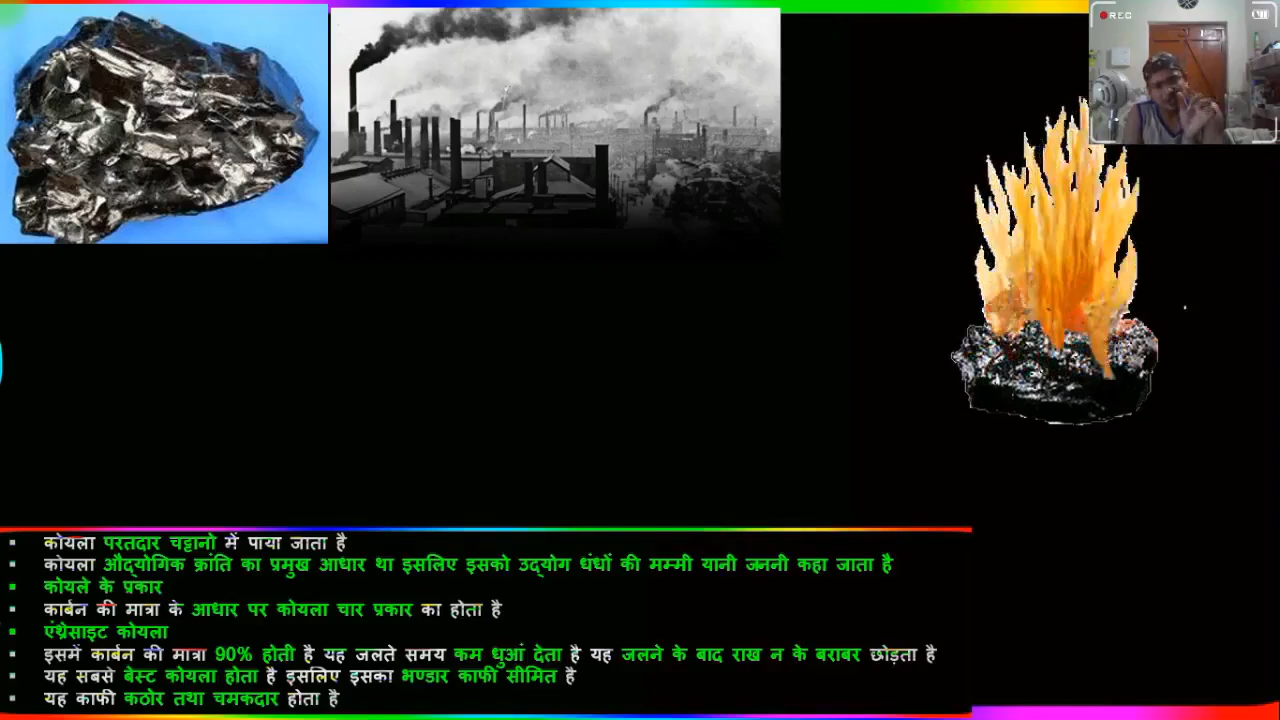 REC
कोयला परतदार चट्टानो में पाया जाता है
कोयला औद्योगिक क्रांति का प्रमुख आधार था इसलिए इसको उद्योग धंधों की मम्मी यानी जननी कहा जाता है
कोयले के प्रकार
कार्बन की मात्रा के आधार पर कोयला चार प्रकार का होता है
एंथ्रेसाइट कोयला
इसमें कार्बन की मात्रा 90% होती है यह जलते समय कम धुआं देता है यह जलने के बाद राख न के बराबर छोड़ता है
यह सबसे बेस्ट कोयला होता है इसलिए इसका भण्डार काफी सीमित है
यह काफी कठोर तथा चमकदार होता है